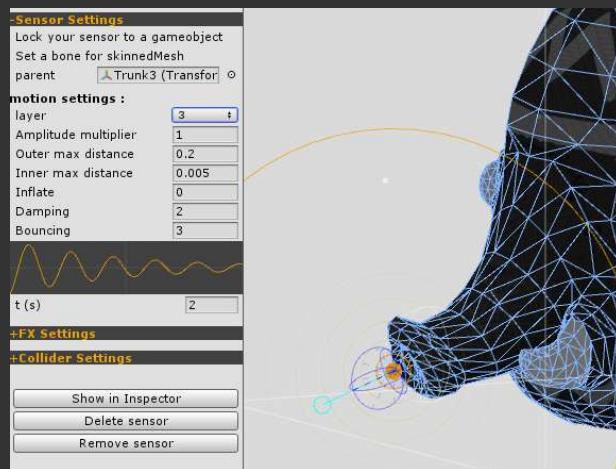 -Sensor Settings
Lock your sensor to a gameobject
Set a bone for skinnedMesh
parent Trunk3 (Transfor
motion settings :
layer 3
Amplitude multiplier 1
Outer max distance 0.2
Inner max distance 0.005
Inflate 0
Damping 2
Bouncing 3
t (s) 2
+FX Settings
+Collider Settings
Show in Inspector
Delete sensor
Remove sensor